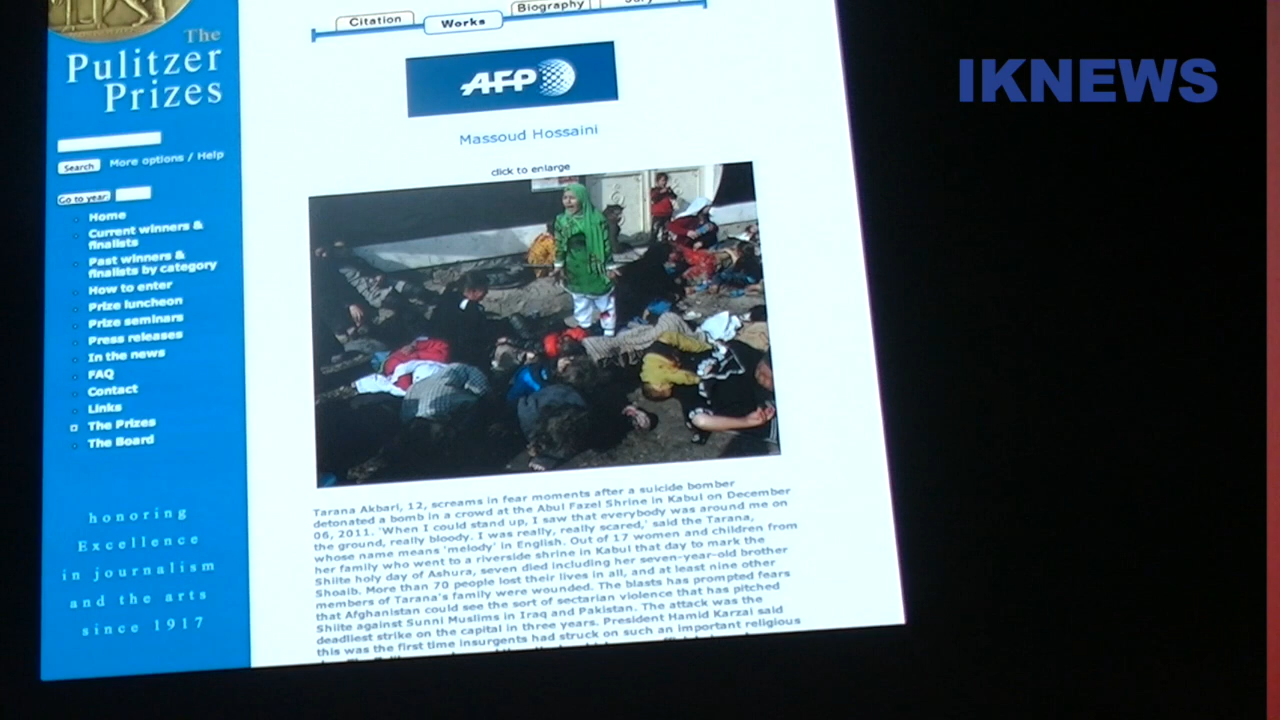 Citation
Works
Biography
The
Pulitzer
Prizes
Search
More options / Help
Go to year:
Home
Current winners &
finalists
Past winners &
finalists by category
How to enter
Prize luncheon
Prize seminars
Press releases
In the news
FAQ
Contact
Links
The Prizes
The Board
honoring
Excellence
in journalism
and the arts
since 1917
AFP
Massoud Hossaini
click to enlarge
Tarana Akbari, 12, screams in fear moments after a suicide bomber
detonated a bomb in a crowd at the Abul Fazel Shrine in Kabul on December
06, 2011. 'When I could stand up, I saw that everybody was around me on
the ground, really bloody. I was really, really scared,' said the Tarana,
whose name means 'melody' in English. Out of 17 women and children from
her family who went to a riverside shrine in Kabul that day to mark the
Shiite holy day of Ashura, seven died including her seven-year-old brother
Shoaib. More than 70 people lost their lives in all, and at least nine other
members of Tarana's family were wounded. The blasts has prompted fears
that Afghanistan could see the sort of sectarian violence that has pitched
Shiite against Sunni Muslims in Iraq and Pakistan. The attack was the
deadliest strike on the capital in three years. President Hamid Karzai said
this was the first time insurgents had struck on such an important religious
IKNEWS